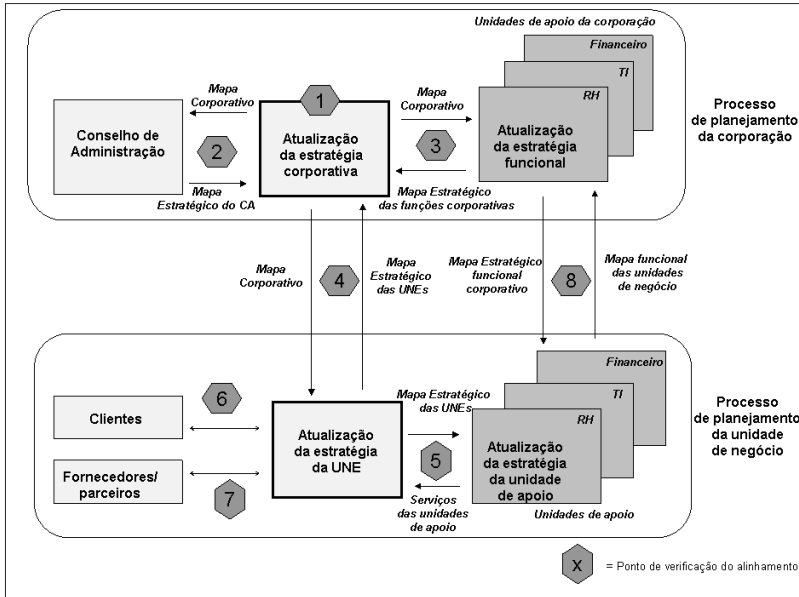 Unidades de apoio da corporação
Financeiro
TI
RH
Atualização
da estratégia
funcional
Processo
de planejamento
da corporação
1
Mapa
Corporativo
Mapa
Corporativo
Conselho de
Administração
2
Atualização
da estratégia
corporativa
3
Mapa
Estratégico do CA
Mapa Estratégico
das funções corporativas
Mapa
Corporativo
4
Mapa
Estratégico
das UNEs
Mapa Estratégico
funcional
corporativo
8
Mapa funcional
das unidades
de negócio
Financeiro
TI
RH
Atualização
da estratégia
da unidade
de apoio
Unidades de apoio
Processo
de planejamento
da unidade
de negócio
6
Clientes
Mapa Estratégico
das UNEs
Atualização
da estratégia
da UNE
5
Fornecedores/
parceiros
7
Serviços
das unidades
de apoio
X
= Ponto de verificação do alinhamento